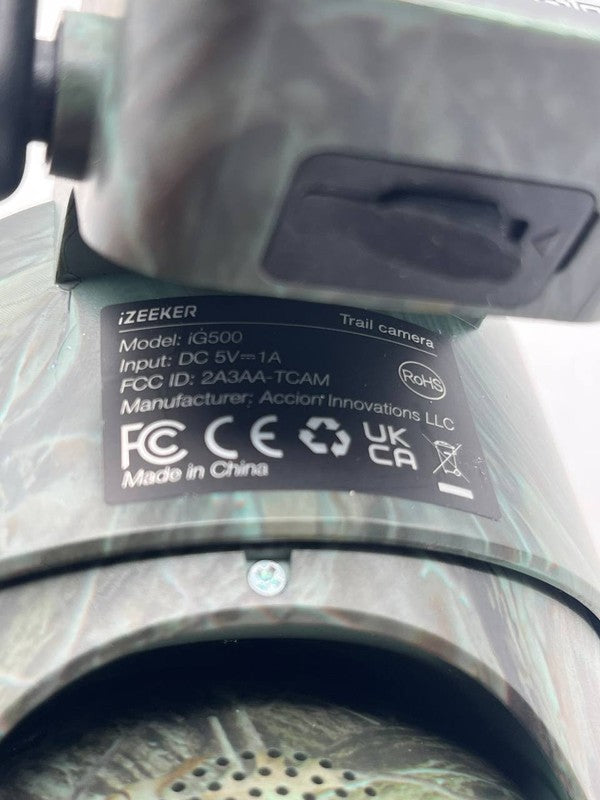 iZEEKER
Trail camera
Model: iG500
Input: DC 5V⎓1A
FCC ID: 2A3AA-TCAM
Manufacturer: Accion Innovations LLC
RoHS
FC CE UK CA
Made in China